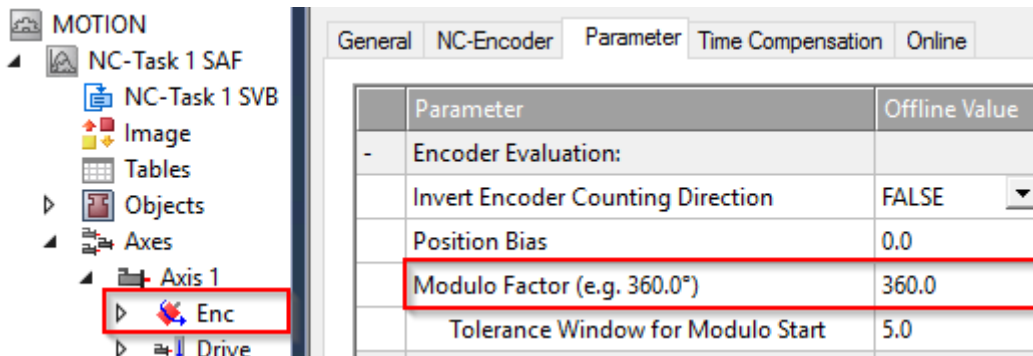 MOTION
NC-Task 1 SAF
NC-Task 1 SVB
Image
Tables
Objects
Axes
Axis 1
Enc
Drive
General NC-Encoder Parameter Time Compensation Online
Parameter Offline Value
- Encoder Evaluation:
Invert Encoder Counting Direction FALSE
Position Bias 0.0
Modulo Factor (e.g. 360.0°) 360.0
Tolerance Window for Modulo Start 5.0